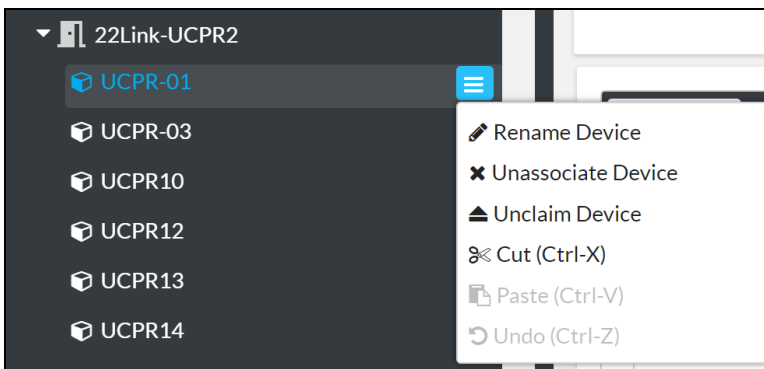 22Link-UCPR2
UCPR-01
UCPR-03
UCPR10
UCPR12
UCPR13
UCPR14
Rename Device
Unassociate Device
Unclaim Device
Cut (Ctrl-X)
Paste (Ctrl-V)
Undo (Ctrl-Z)